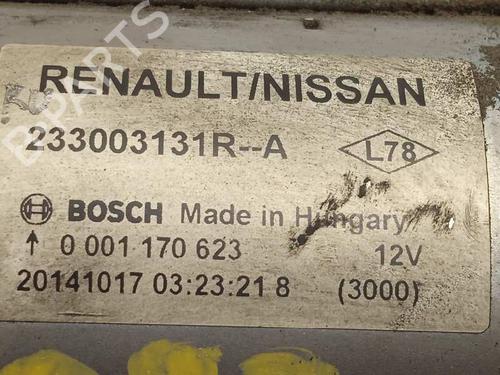 RENAULT/NISSAN
233003131R--A L78
BOSCH Made in Hungary
↑ 0 001 170 623 12V
20141017 03:23:21 8 (3000)
B-PARTS